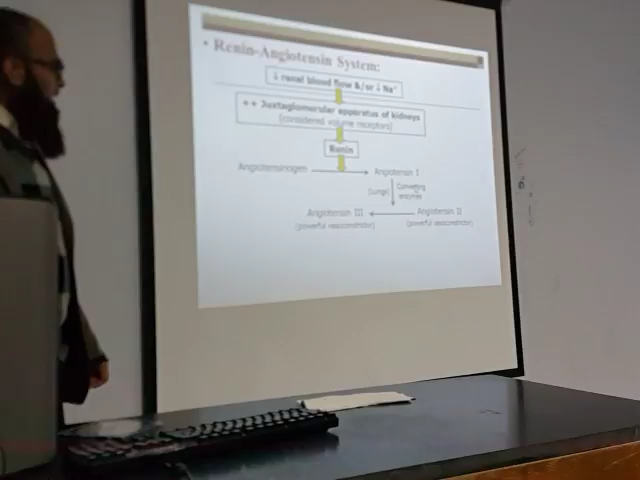 • Renin-Angiotensin System:
↓ renal blood flow &/or ↓ Na⁺
++ Juxtaglomerular apparatus of kidneys
(considered volume receptors)
Renin
Angiotensinogen → Angiotensin I
(Lungs) Converting
enzymes
Angiotensin III ← Angiotensin II
(powerful vasoconstrictor) (powerful vasoconstrictor)